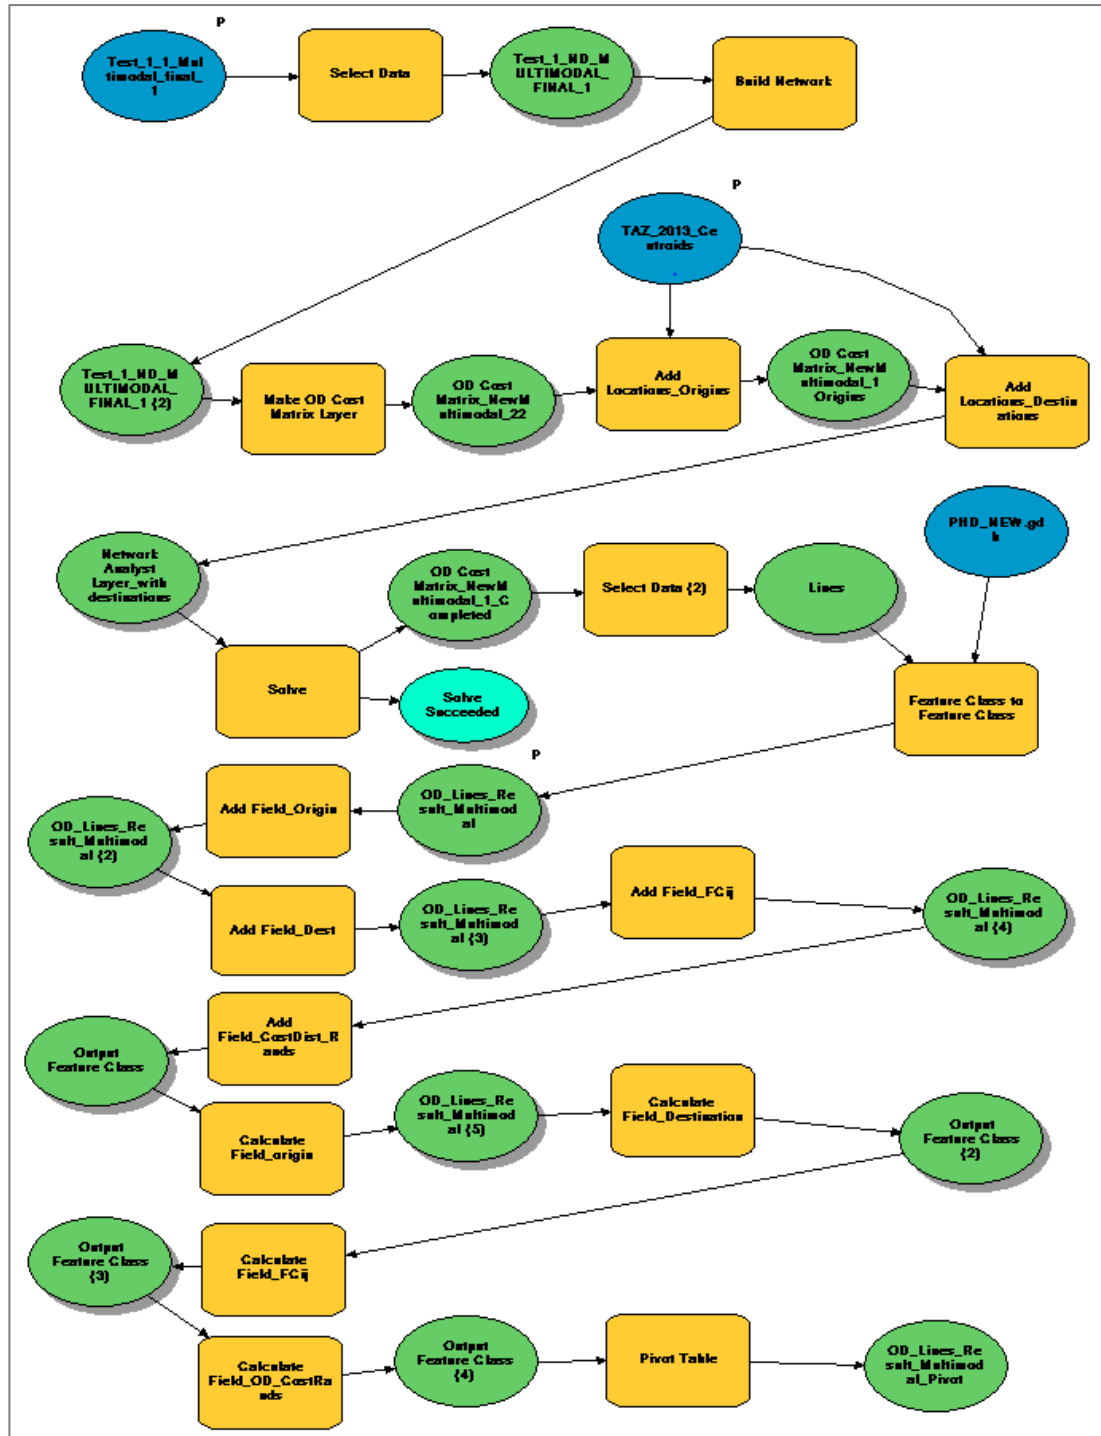 P
Test_1_1_Mul
timodal_final_
1
Select Data
Test_1_ND_M
ULTIMODAL_
FINAL_1
Build Network
P
TAZ_2013_Ce
ntroids
Test_1_ND_M
ULTIMODAL_
FINAL_1 (2)
Make OD Cost
Matrix Layer
OD Cost
Matrix_NewM
ultimodal_22
Add
Locations_Origins
OD Cost
Matrix_NewM
ultimodal_1
Origins
Add
Locations_Destin
ations
Network
Analyst
Layer_with
destinations
OD Cost
Matrix_NewM
ultimodal_1_C
ompleted
Select Data (2)
Lines
PHD_NEW.gd
b
Solve
Solve
Succeeded
Feature Class to
Feature Class
P
Add Field_Origin
OD_Lines_Re
sult_Multimod
al
OD_Lines_Re
sult_Multimod
al (2)
Add Field_Dest
OD_Lines_Re
sult_Multimod
al (3)
Add Field_FCij
OD_Lines_Re
sult_Multimod
al (4)
Add
Field_CostDist_R
ands
Output
Feature Class
Calculate
Field_origin
OD_Lines_Re
sult_Multimod
al (5)
Calculate
Field_Destination
Output
Feature Class
(2)
Output
Feature Class
(3)
Calculate
Field_FCij
Calculate
Field_OD_CostRa
nds
Output
Feature Class
(4)
Pivot Table
OD_Lines_Re
sult_Multimod
al_Pivot